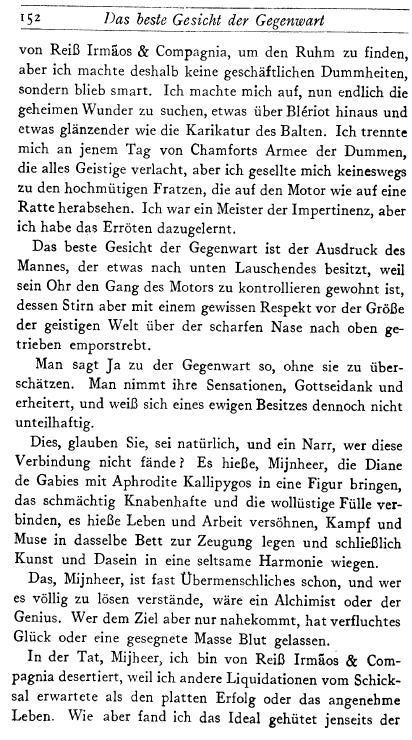 152 Das beste Gesicht der Gegenwart
von Reiß Irmãos & Compagnia, um den Ruhm zu finden,
aber ich machte deshalb keine geschäftlichen Dummheiten,
sondern blieb smart. Ich machte mich auf, nun endlich die
geheimen Wunder zu suchen, etwas über Blériot hinaus und
etwas glänzender wie die Karikatur des Balten. Ich trennte
mich an jenem Tag von Chamforts Armee der Dummen,
die alles Geistige verlacht, aber ich gesellte mich keineswegs
zu den hochmütigen Fratzen, die auf den Motor wie auf eine
Ratte herabsehen. Ich war ein Meister der Impertinenz, aber
ich habe das Erröten dazugelernt.
Das beste Gesicht der Gegenwart ist der Ausdruck des
Mannes, der etwas nach unten Lauschendes besitzt, weil
sein Ohr den Gang des Motors zu kontrollieren gewohnt ist,
dessen Stirn aber mit einem gewissen Respekt vor der Größe
der geistigen Welt über der scharfen Nase nach oben ge-
trieben emporstrebt.
Man sagt Ja zu der Gegenwart so, ohne sie zu über-
schätzen. Man nimmt ihre Sensationen, Gottseidank und
erheitert, und weiß sich eines ewigen Besitzes dennoch nicht
unteilhaftig.
Dies, glauben Sie, sei natürlich, und ein Narr, wer diese
Verbindung nicht fände? Es hieße, Mijnheer, die Diane
de Gabies mit Aphrodite Kallipygos in eine Figur bringen,
das schmächtig Knabenhafte und die wollüstige Fülle ver-
binden, es hieße Leben und Arbeit versöhnen, Kampf und
Muse in dasselbe Bett zur Zeugung legen und schließlich
Kunst und Dasein in eine seltsame Harmonie wiegen.
Das, Mijnheer, ist fast Übermenschliches schon, und wer
es völlig zu lösen verstände, wäre ein Alchimist oder der
Genius. Wer dem Ziel aber nur nahekommt, hat verfluchtes
Glück oder eine gesegnete Masse Blut gelassen.
In der Tat, Mijheer, ich bin von Reiß Irmãos & Com-
pagnia desertiert, weil ich andere Liquidationen vom Schick-
sal erwartete als den platten Erfolg oder das angenehme
Leben. Wie aber fand ich das Ideal gehütet jenseits der